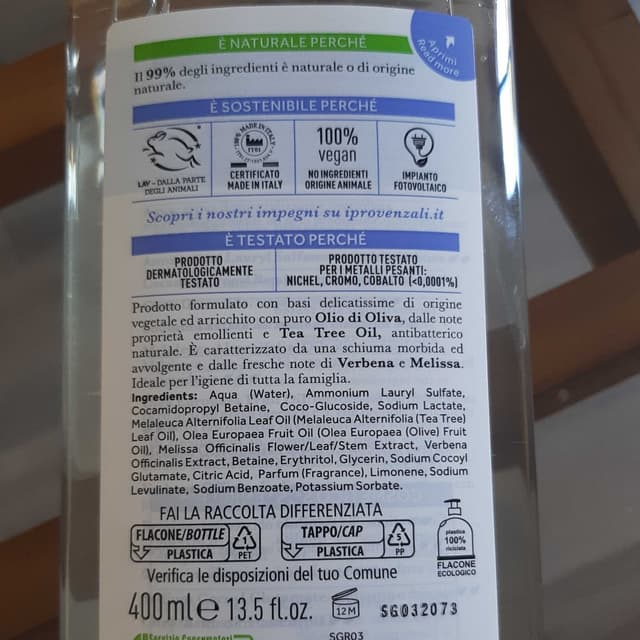 È NATURALE PERCHÉ
Aprimi
Read more
Il 99% degli ingredienti è naturale o di origine
naturale.
È SOSTENIBILE PERCHÉ
LAV - DALLA PARTE
DEGLI ANIMALI
100% MADE IN ITALY
CERTIFICATO
MADE IN ITALY
100%
vegan
NO INGREDIENTI
ORIGINE ANIMALE
IMPIANTO
FOTOVOLTAICO
Scopri i nostri impegni su iprovenzali.it
È TESTATO PERCHÉ
PRODOTTO
DERMATOLOGICAMENTE
TESTATO
PRODOTTO TESTATO
PER I METALLI PESANTI:
NICHEL, CROMO, COBALTO (<0,0001%)
Prodotto formulato con basi delicatissime di origine
vegetale ed arricchito con puro Olio di Oliva, dalle note
proprietà emollienti e Tea Tree Oil, antibatterico
naturale. È caratterizzato da una schiuma morbida ed
avvolgente e dalle fresche note di Verbena e Melissa.
Ideale per l'igiene di tutta la famiglia.
Ingredients: Aqua (Water), Ammonium Lauryl Sulfate,
Cocamidopropyl Betaine, Coco-Glucoside, Sodium Lactate,
Melaleuca Alternifolia Leaf Oil (Melaleuca Alternifolia (Tea Tree)
Leaf Oil), Olea Europaea Fruit Oil (Olea Europaea (Olive) Fruit
Oil), Melissa Officinalis Flower/Leaf/Stem Extract, Verbena
Officinalis Extract, Betaine, Erythritol, Glycerin, Sodium Cocoyl
Glutamate, Citric Acid, Parfum (Fragrance), Limonene, Sodium
Levulinate, Sodium Benzoate, Potassium Sorbate.
FAI LA RACCOLTA DIFFERENZIATA
FLACONE/BOTTLE
PLASTICA
1
PET
TAPPO/CAP
PLASTICA
5
PP
plastica
100%
riciclata
FLACONE
ECOLOGICO
Verifica le disposizioni del tuo Comune
400 ml e 13.5 fl. oz. 12M SG032073
Servizio Consumatori
SGR03